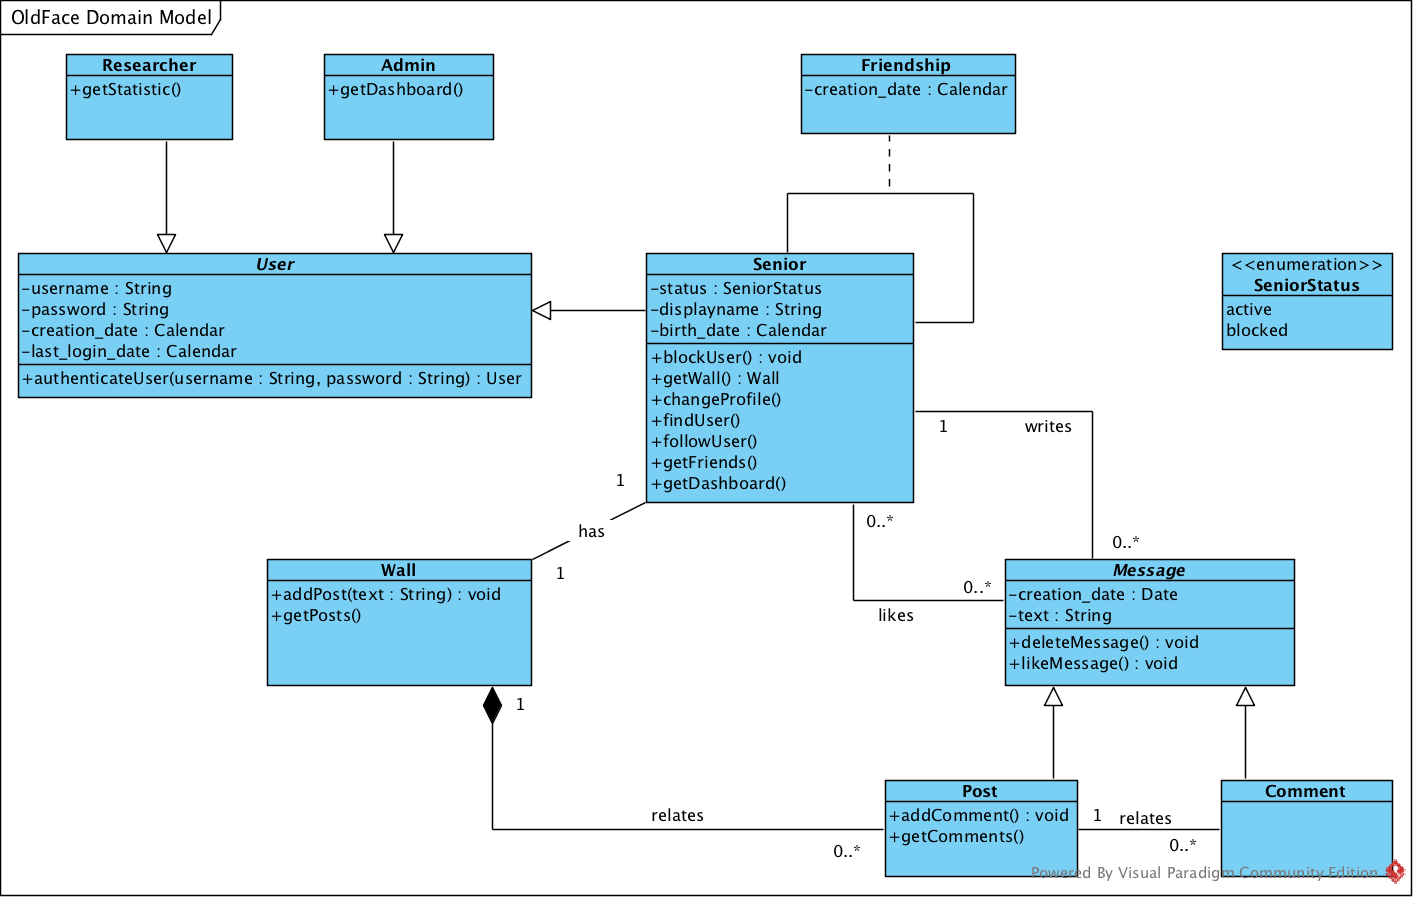 OldFace Domain Model
Researcher
+getStatistic()
Admin
+getDashboard()
Friendship
-creation_date : Calendar
User
-username : String
-password : String
-creation_date : Calendar
-last_login_date : Calendar
+authenticateUser(username : String, password : String) : User
Senior
-status : SeniorStatus
-displayname : String
-birth_date : Calendar
+blockUser() : void
+getWall() : Wall
+changeProfile()
+findUser()
+followUser()
+getFriends()
+getDashboard()
<<enumeration>>
SeniorStatus
active
blocked
1
writes
0..*
1
has
1
0..*
0..*
likes
Wall
+addPost(text : String) : void
+getPosts()
Message
-creation_date : Date
-text : String
+deleteMessage() : void
+likeMessage() : void
1
relates
0..*
Post
+addComment() : void
+getComments()
1
relates
0..*
Comment
Powered By Visual Paradigm Community Edition